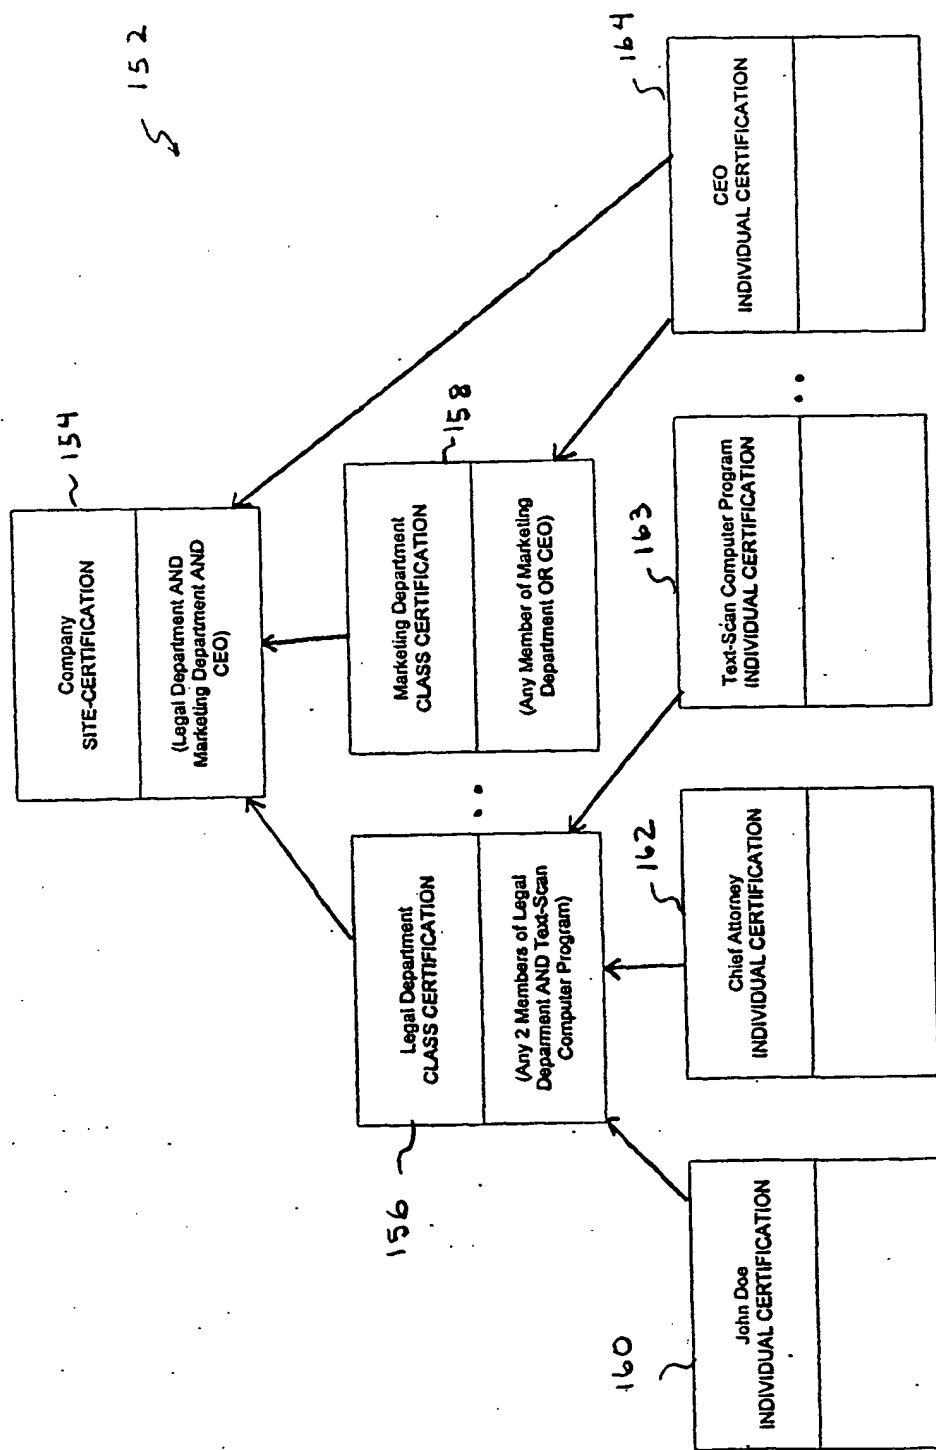 152
154
Company
SITE-CERTIFICATION
(Legal Department AND
Marketing Department AND
CEO)
156
Legal Department
CLASS CERTIFICATION
(Any 2 Members of Legal
Deparment AND Text-Scan
Computer Program)
158
Marketing Department
CLASS CERTIFICATION
(Any Member of Marketing
Department OR CEO)
160
John Doe
INDIVIDUAL CERTIFICATION
162
Chief Attorney
INDIVIDUAL CERTIFICATION
163
Text-Scan Computer Program
INDIVIDUAL CERTIFICATION
164
CEO
INDIVIDUAL CERTIFICATION